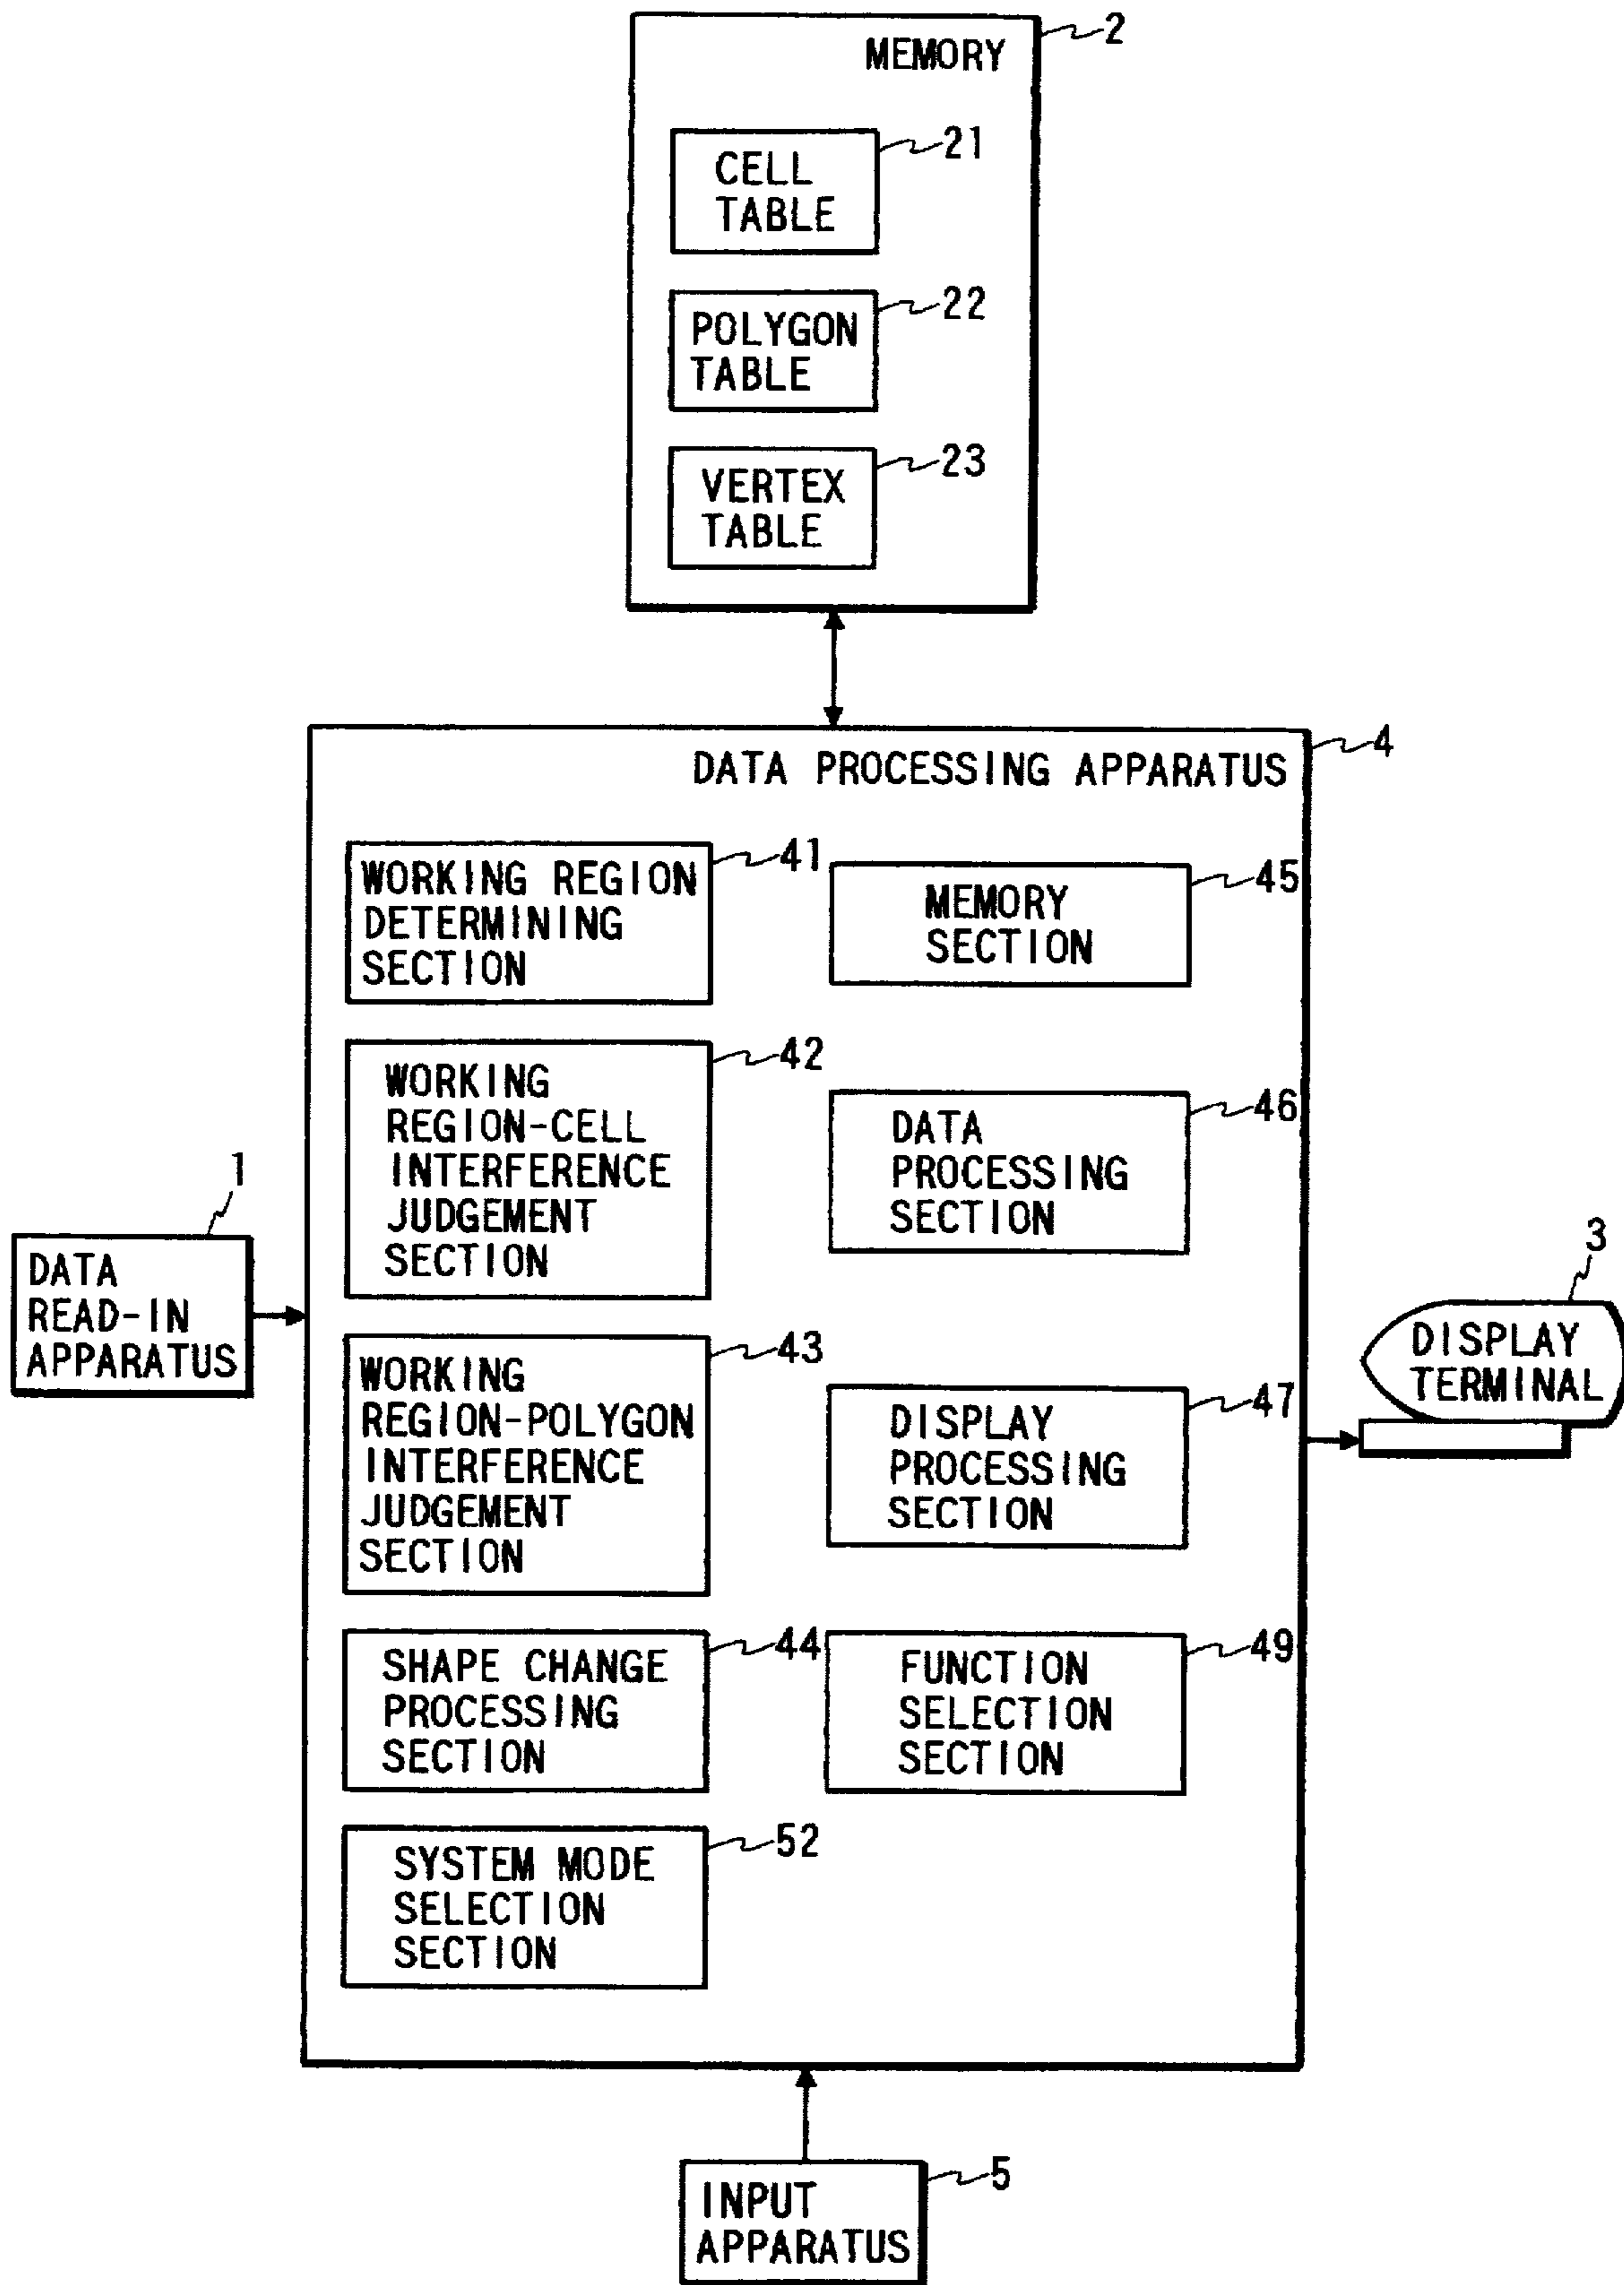 2
MEMORY
21
CELL
TABLE
22
POLYGON
TABLE
23
VERTEX
TABLE
4
DATA PROCESSING APPARATUS
41
WORKING REGION
DETERMINING
SECTION
45
MEMORY
SECTION
42
WORKING
REGION-CELL
INTERFERENCE
JUDGEMENT
SECTION
46
DATA
PROCESSING
SECTION
1
DATA
READ-IN
APPARATUS
43
WORKING
REGION-POLYGON
INTERFERENCE
JUDGEMENT
SECTION
47
DISPLAY
PROCESSING
SECTION
3
DISPLAY
TERMINAL
44
SHAPE CHANGE
PROCESSING
SECTION
49
FUNCTION
SELECTION
SECTION
52
SYSTEM MODE
SELECTION
SECTION
5
INPUT
APPARATUS